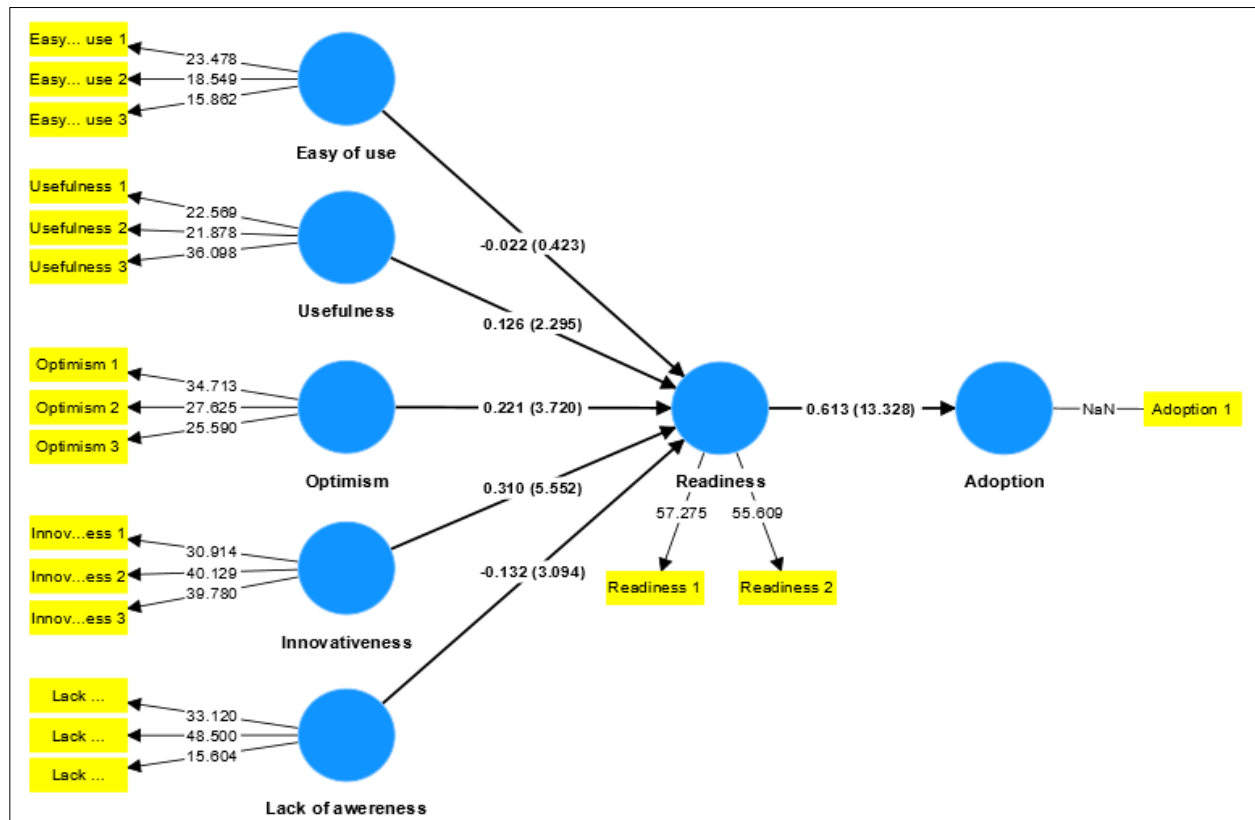 Easy... use 1
23.478
Easy... use 2
18.549
Easy... use 3
15.862
Easy of use
Usefulness 1
22.569
Usefulness 2
21.878
Usefulness 3
36.098
Usefulness
Optimism 1
34.713
Optimism 2
27.625
Optimism 3
25.590
Optimism
Innov...ess 1
30.914
Innov...ess 2
40.129
Innov...ess 3
39.780
Innovativeness
Lack ...
33.120
Lack ...
48.500
Lack ...
15.604
Lack of awereness
-0.022 (0.423)
0.126 (2.295)
0.221 (3.720)
0.310 (5.552)
-0.132 (3.094)
Readiness
57.275
55.609
Readiness 1
Readiness 2
0.613 (13.328)
Adoption
NaN
Adoption 1